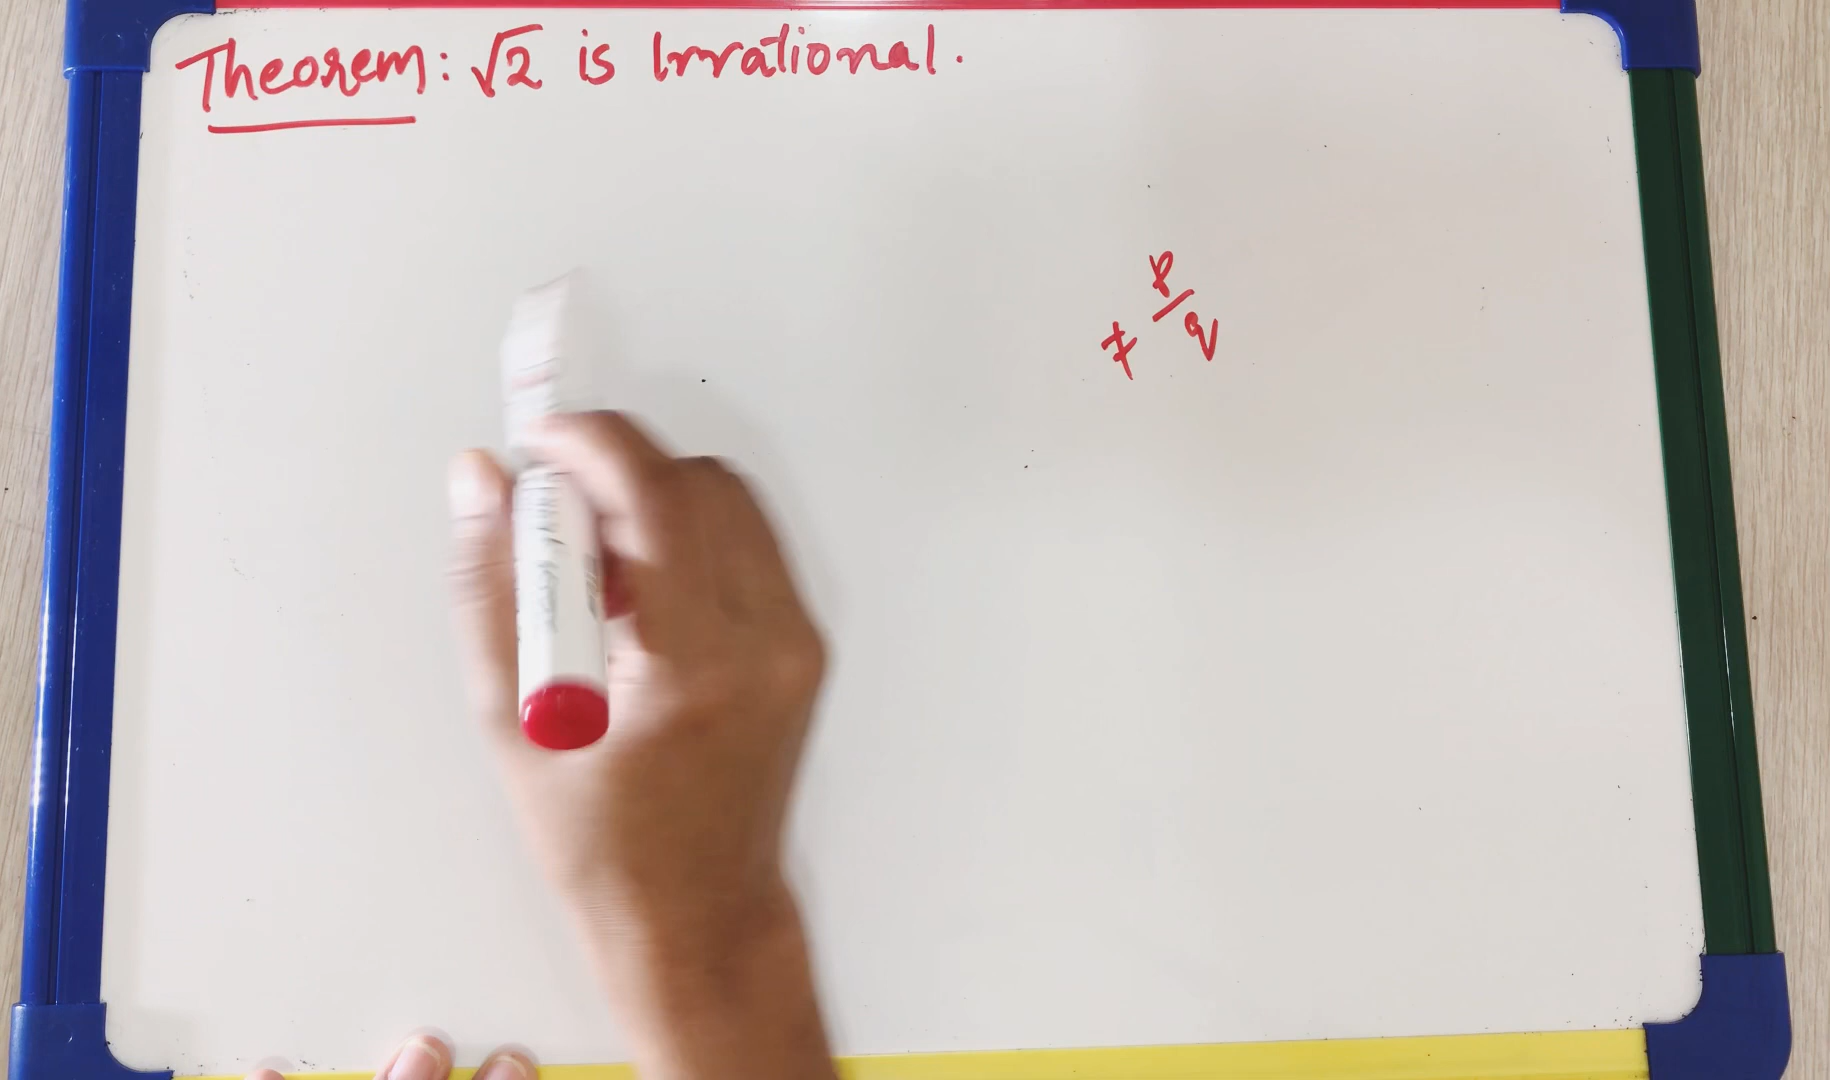 Theorem: √2 is Irrational.
≠ p/q